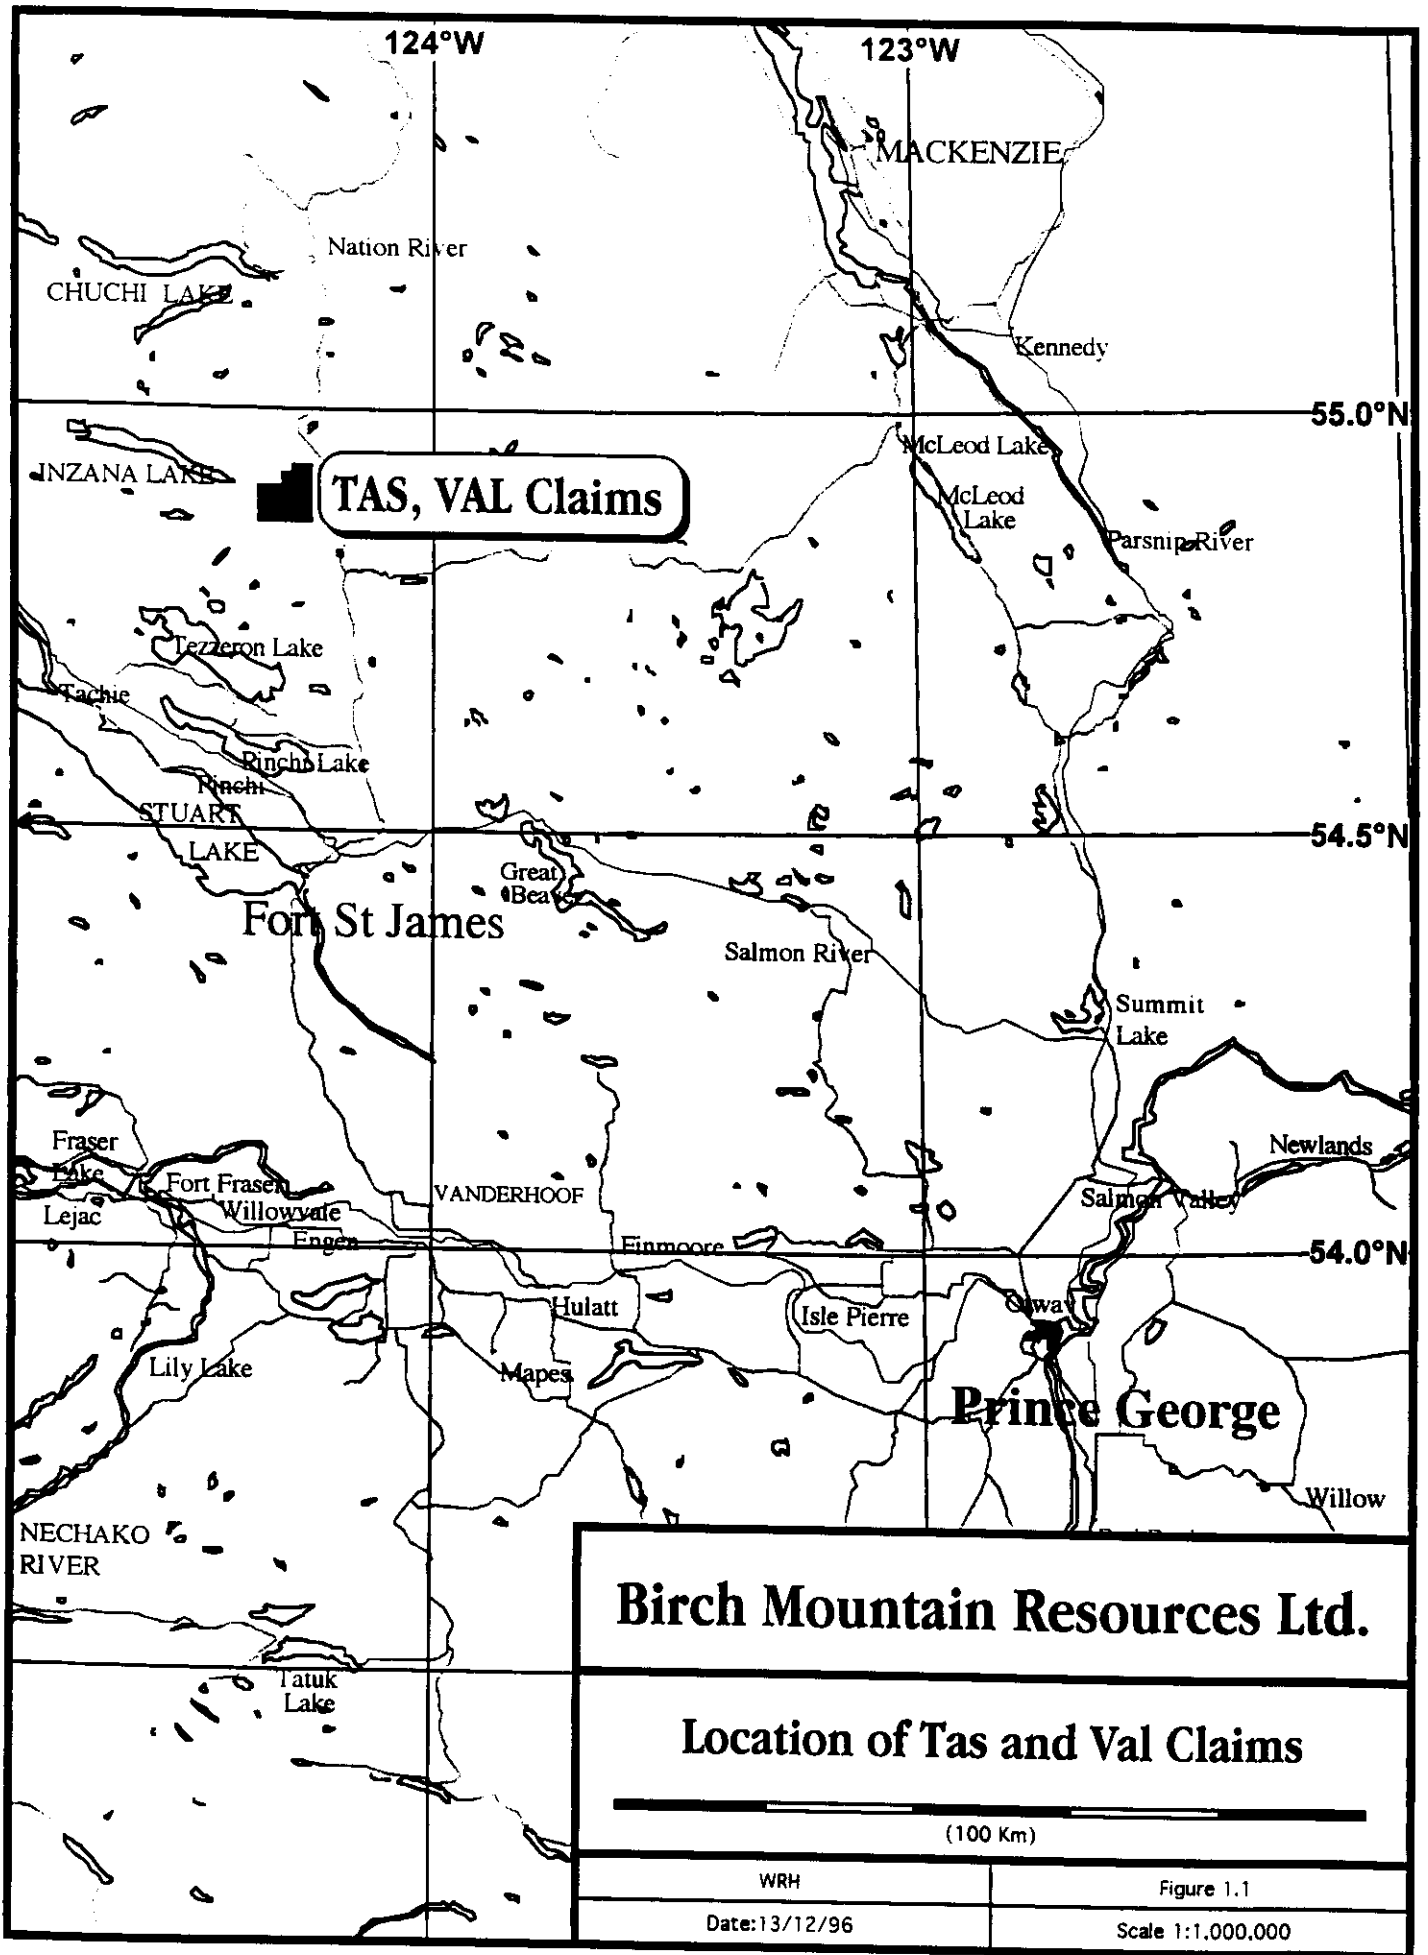 124°W
123°W
MACKENZIE
Nation River
CHUCHI LAKE
Kennedy
55.0°N
McLeod Lake
INZANA LAKE
TAS, VAL Claims
McLeod
Lake
Parsnip River
Tezzeron Lake
Tachie
Pinchi Lake
Pinchi
STUART
LAKE
54.5°N
Great
Beaver
Fort St James
Salmon River
Summit
Lake
Fraser
Lake
Newlands
Fort Fraser
VANDERHOOF
Salmon Valley
Lejac
Willowvale
Engen
Finmoore
54.0°N
Hulatt
Isle Pierre
Otway
Lily Lake
Mapes
Prince George
Willow
NECHAKO
RIVER
Tatuk
Lake
Birch Mountain Resources Ltd.
Location of Tas and Val Claims
(100 Km)
WRH
Figure 1.1
Date:13/12/96
Scale 1:1,000,000